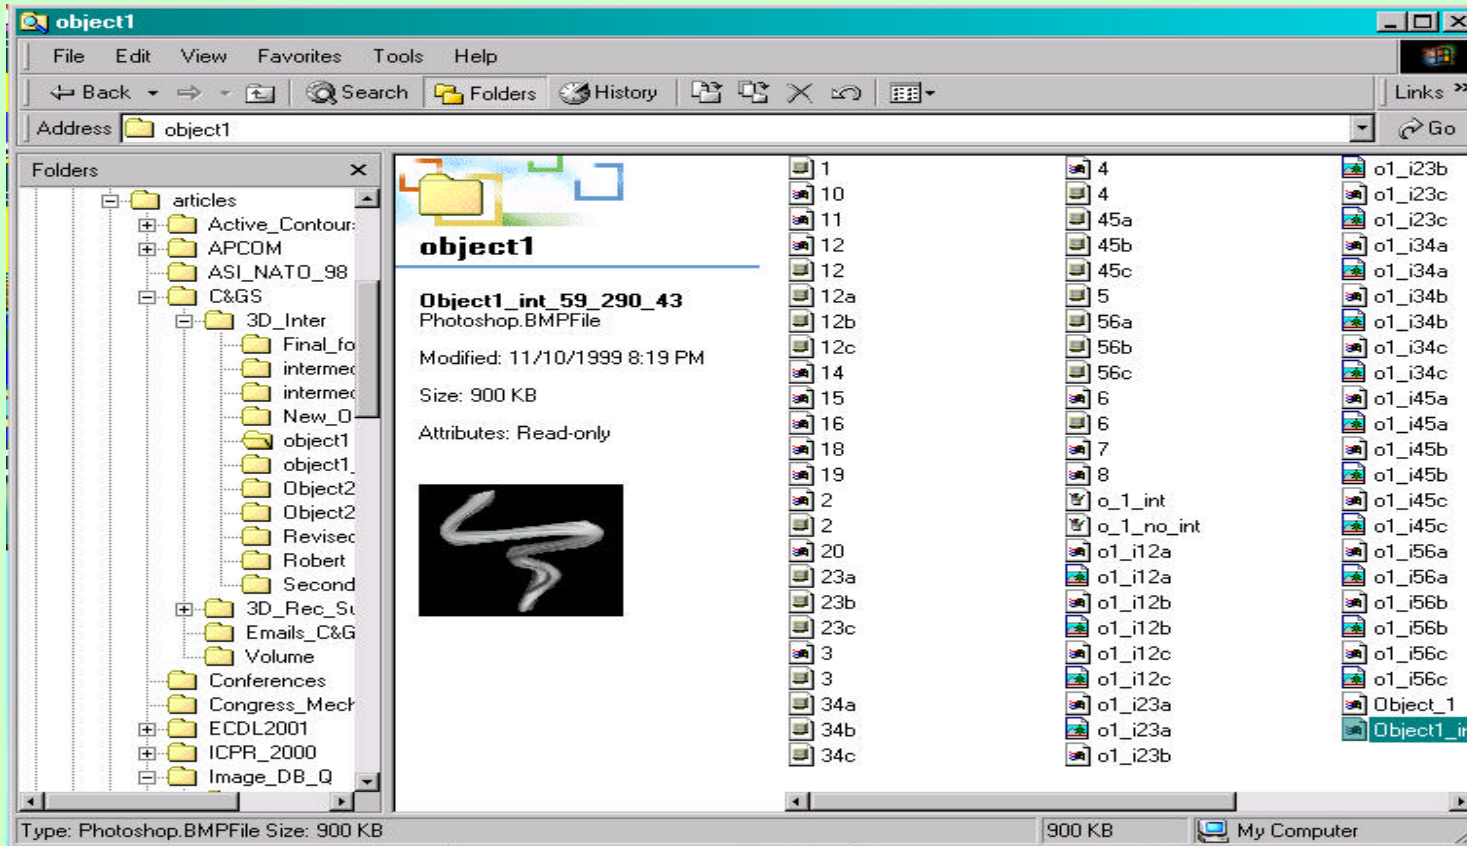 object1
File Edit View Favorites Tools Help
Back Search Folders History Links
Address object1 Go
Folders
articles
Active_Contour
APCOM
ASI_NATO_98
C&GS
3D_Inter
Final_fo
intermed
intermed
New_O
object1
object1_
Object2
Object2
Revised
Robert
Second
3D_Rec_Su
Emails_C&G
Volume
Conferences
Congress_Mech
ECDL2001
ICPR_2000
Image_DB_Q
object1
Object1_int_59_290_43
Photoshop.BMPFile
Modified: 11/10/1999 8:19 PM
Size: 900 KB
Attributes: Read-only
1
10
11
12
12
12a
12b
12c
14
15
16
18
19
2
2
20
23a
23b
23c
3
3
34a
34b
34c
4
4
45a
45b
45c
5
56a
56b
56c
6
6
7
8
o_1_int
o_1_no_int
o1_i12a
o1_i12a
o1_i12b
o1_i12b
o1_i12c
o1_i12c
o1_i23a
o1_i23a
o1_i23b
o1_i23b
o1_i23c
o1_i23c
o1_i34a
o1_i34a
o1_i34b
o1_i34b
o1_i34c
o1_i34c
o1_i45a
o1_i45a
o1_i45b
o1_i45b
o1_i45c
o1_i45c
o1_i56a
o1_i56a
o1_i56b
o1_i56b
o1_i56c
o1_i56c
Object_1
Object1_in
Type: Photoshop.BMPFile Size: 900 KB 900 KB My Computer